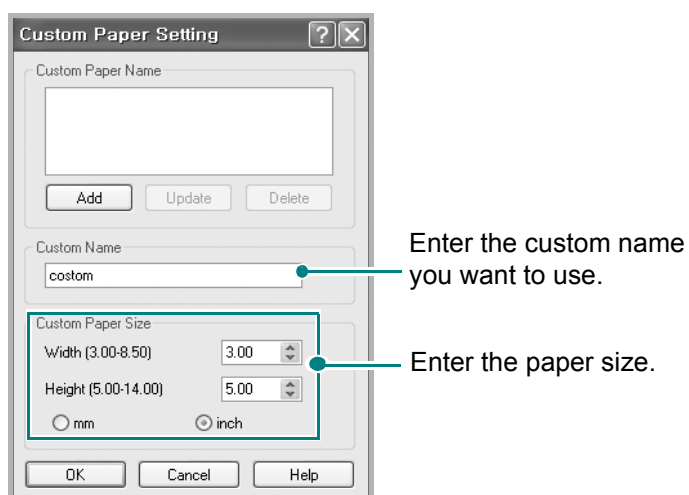 Custom Paper Setting
Custom Paper Name
Add Update Delete
Custom Name
costom
Enter the custom name
you want to use.
Custom Paper Size
Width (3.00-8.50) 3.00
Height (5.00-14.00) 5.00
mm inch
Enter the paper size.
OK Cancel Help